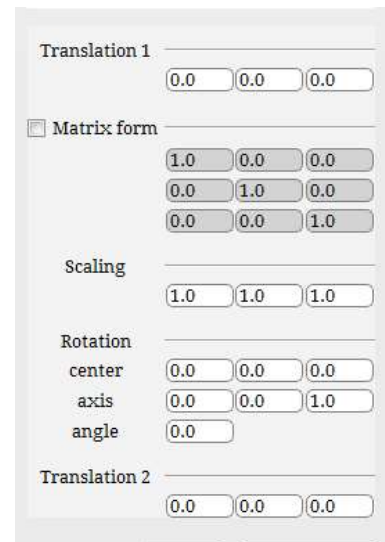 Translation 1
0.0 0.0 0.0
Matrix form
1.0 0.0 0.0
0.0 1.0 0.0
0.0 0.0 1.0
Scaling
1.0 1.0 1.0
Rotation
center 0.0 0.0 0.0
axis 0.0 0.0 1.0
angle 0.0
Translation 2
0.0 0.0 0.0